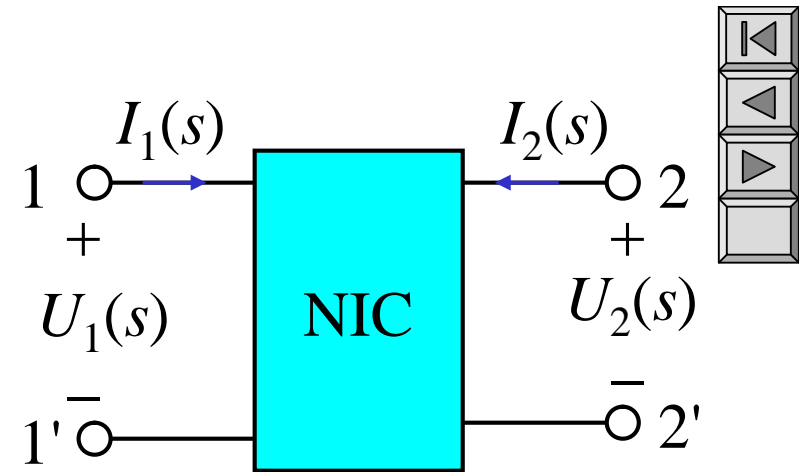 I₁(s) I₂(s)
1 2
+ +
U₁(s) NIC U₂(s)
− −
1' 2'